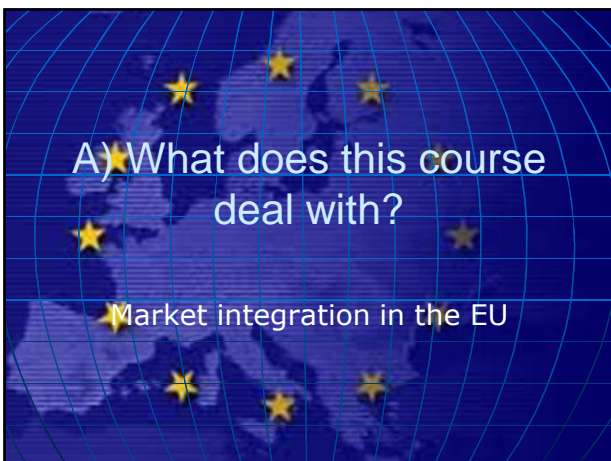 A) What does this course
deal with?
Market integration in the EU